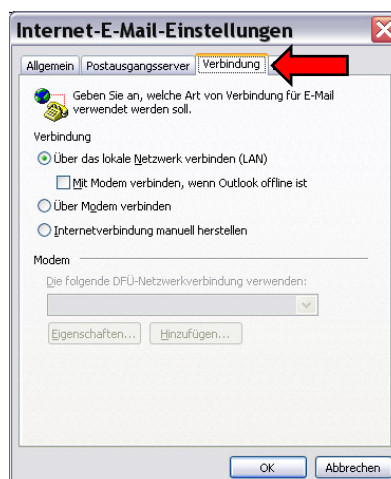 Internet-E-Mail-Einstellungen
Allgemein Postausgangsserver Verbindung
Geben Sie an, welche Art von Verbindung für E-Mail
verwendet werden soll.
Verbindung
Über das lokale Netzwerk verbinden (LAN)
Mit Modem verbinden, wenn Outlook offline ist
Über Modem verbinden
Internetverbindung manuell herstellen
Modem
Die folgende DFÜ-Netzwerkverbindung verwenden:
Eigenschaften... Hinzufügen...
OK Abbrechen